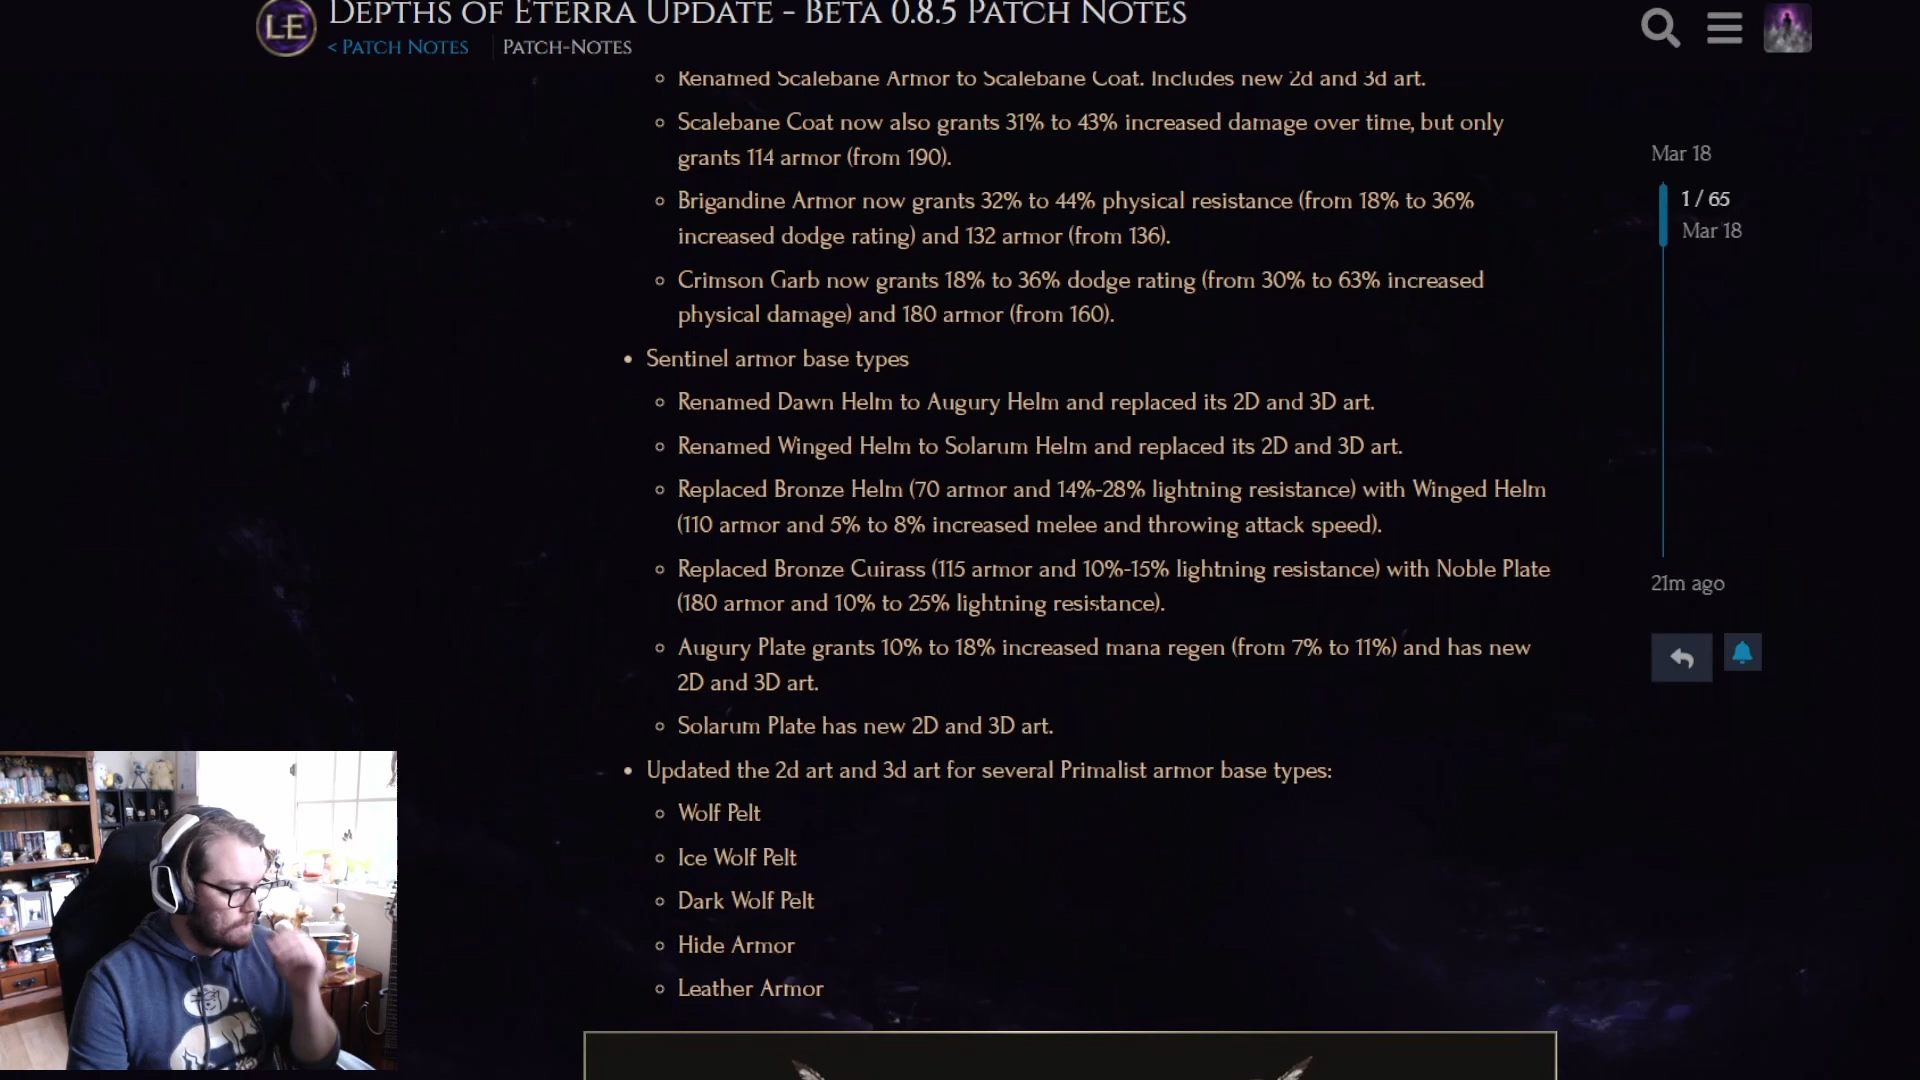 LE
Depths of Eterra Update - Beta 0.8.5 Patch Notes
< Patch Notes
Patch-Notes
Renamed Scalebane Armor to Scalebane Coat. Includes new 2d and 3d art.
Scalebane Coat now also grants 31% to 43% increased damage over time, but only
grants 114 armor (from 190).
Brigandine Armor now grants 32% to 44% physical resistance (from 18% to 36%
increased dodge rating) and 132 armor (from 136).
Crimson Garb now grants 18% to 36% dodge rating (from 30% to 63% increased
physical damage) and 180 armor (from 160).
Sentinel armor base types
Renamed Dawn Helm to Augury Helm and replaced its 2D and 3D art.
Renamed Winged Helm to Solarum Helm and replaced its 2D and 3D art.
Replaced Bronze Helm (70 armor and 14%-28% lightning resistance) with Winged Helm
(110 armor and 5% to 8% increased melee and throwing attack speed).
Replaced Bronze Cuirass (115 armor and 10%-15% lightning resistance) with Noble Plate
(180 armor and 10% to 25% lightning resistance).
Augury Plate grants 10% to 18% increased mana regen (from 7% to 11%) and has new
2D and 3D art.
Solarum Plate has new 2D and 3D art.
Updated the 2d art and 3d art for several Primalist armor base types:
Wolf Pelt
Ice Wolf Pelt
Dark Wolf Pelt
Hide Armor
Leather Armor
Mar 18
1 / 65
Mar 18
21m ago